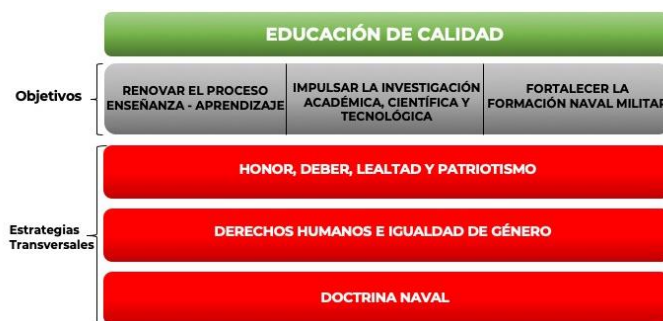 EDUCACIÓN DE CALIDAD
Objetivos
RENOVAR EL PROCESO
ENSEÑANZA - APRENDIZAJE
IMPULSAR LA INVESTIGACIÓN
ACADÉMICA, CIENTÍFICA Y
TECNOLÓGICA
FORTALECER LA
FORMACIÓN NAVAL MILITAR
Estrategias
Transversales
HONOR, DEBER, LEALTAD Y PATRIOTISMO
DERECHOS HUMANOS E IGUALDAD DE GÉNERO
DOCTRINA NAVAL